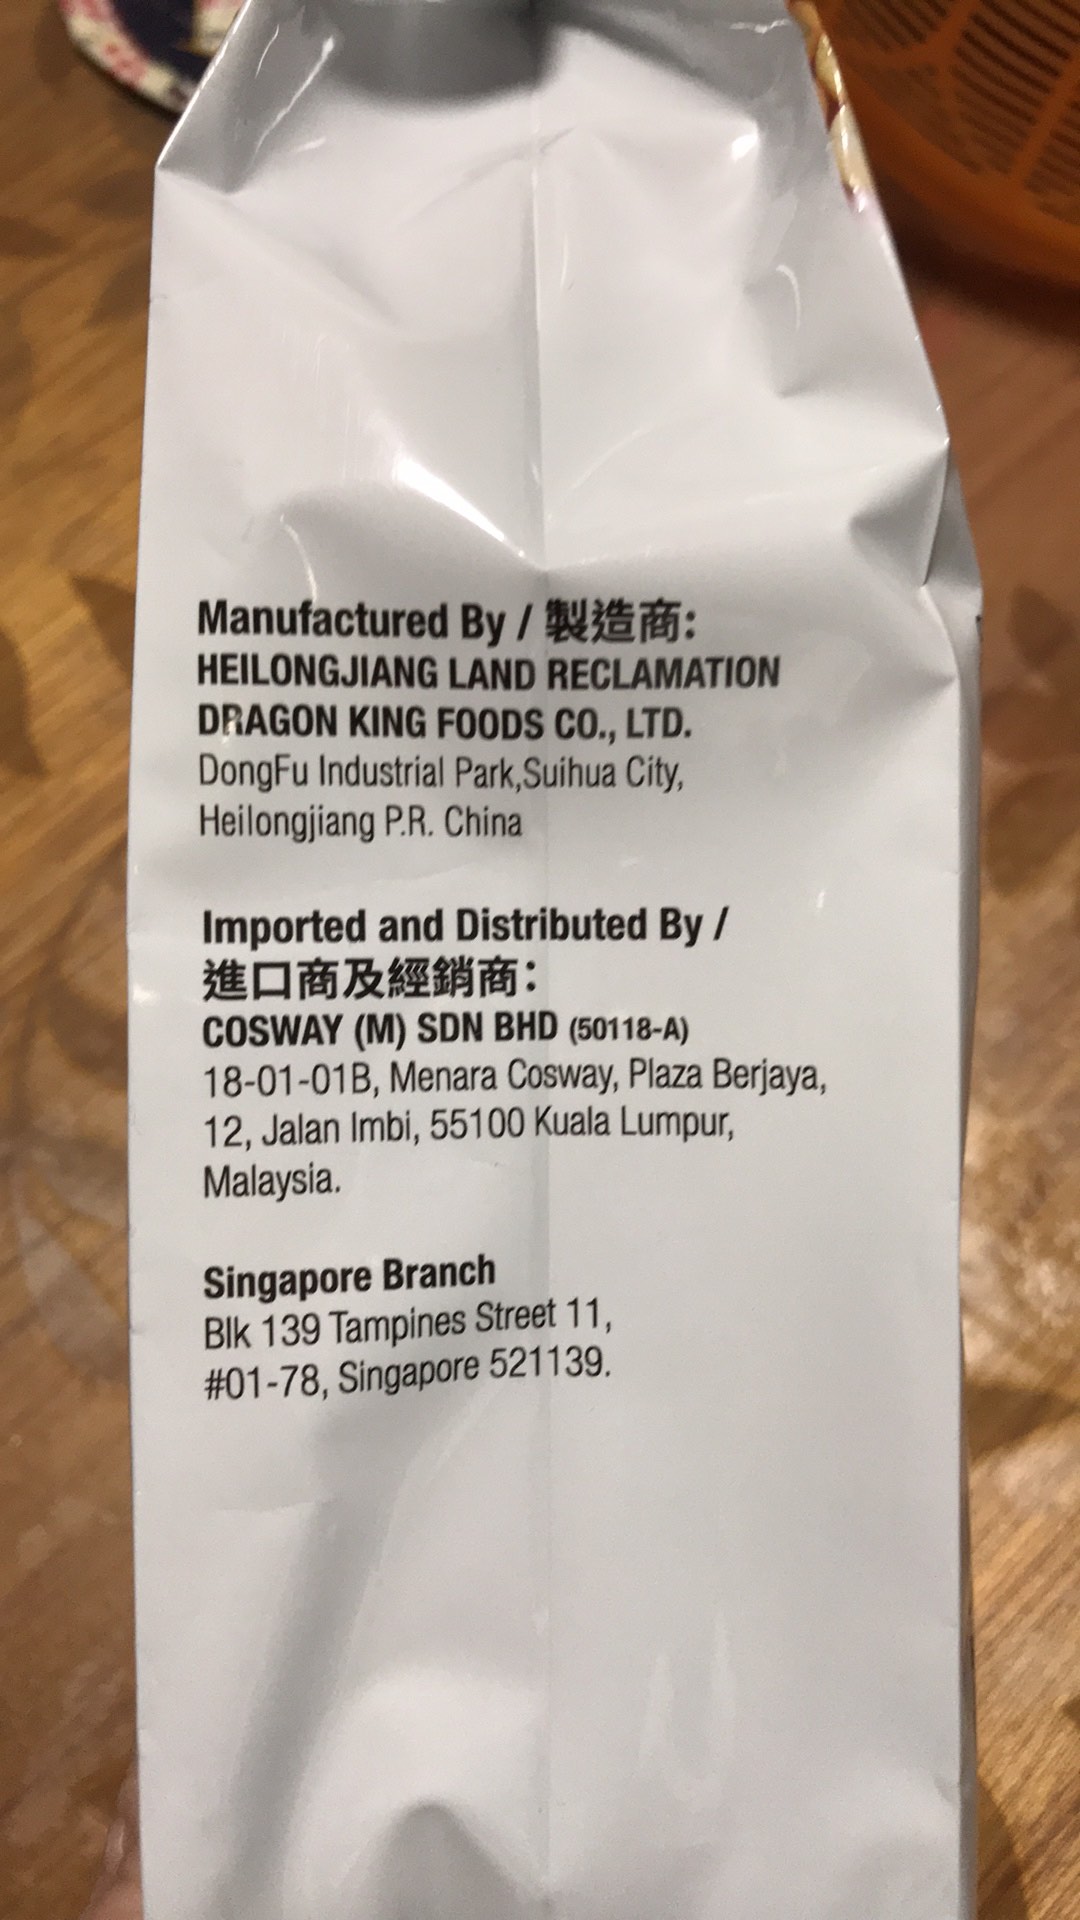 Manufactured By / 製造商:
HEILONGJIANG LAND RECLAMATION
DRAGON KING FOODS CO., LTD.
DongFu Industrial Park,Suihua City,
Heilongjiang P.R. China
Imported and Distributed By /
進口商及經銷商:
COSWAY (M) SDN BHD (50118-A)
18-01-01B, Menara Cosway, Plaza Berjaya,
12, Jalan Imbi, 55100 Kuala Lumpur,
Malaysia.
Singapore Branch
Blk 139 Tampines Street 11,
#01-78, Singapore 521139.